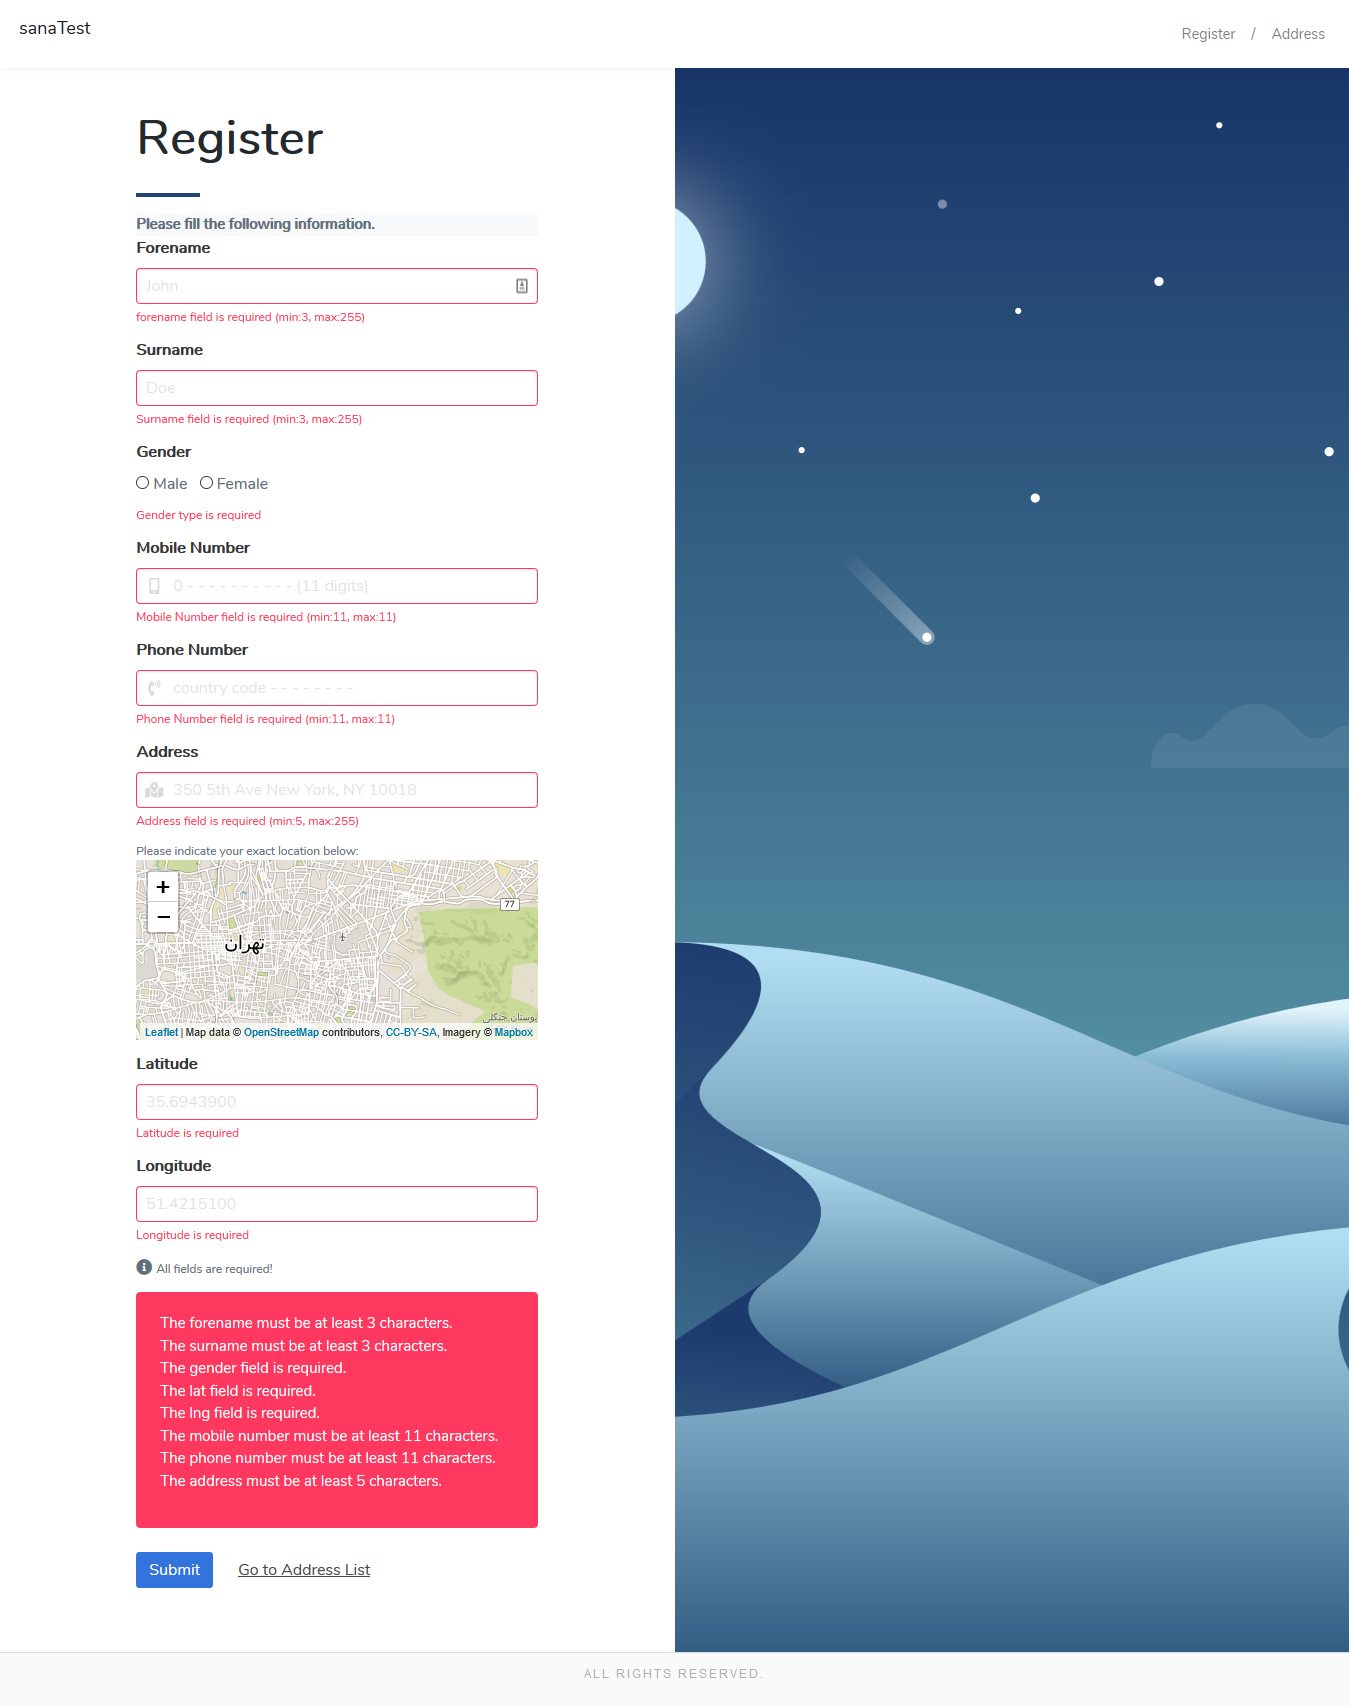 sanaTest
Register / Address
Register
Please fill the following information.
Forename
John
forename field is required (min:3, max:255)
Surname
Doe
Surname field is required (min:3, max:255)
Gender
Male Female
Gender type is required
Mobile Number
0 - - - - - - - - - - (11 digits)
Mobile Number field is required (min:11, max:11)
Phone Number
country code - - - - - - - -
Phone Number field is required (min:11, max:11)
Address
350 5th Ave New York, NY 10018
Address field is required (min:5, max:255)
Please indicate your exact location below:
+
77
−
تهران
بوستان جنگلی
Leaflet | Map data © OpenStreetMap contributors, CC-BY-SA, Imagery © Mapbox
Latitude
35.6943900
Latitude is required
Longitude
51.4215100
Longitude is required
All fields are required!
The forename must be at least 3 characters.
The surname must be at least 3 characters.
The gender field is required.
The lat field is required.
The lng field is required.
The mobile number must be at least 11 characters.
The phone number must be at least 11 characters.
The address must be at least 5 characters.
Submit Go to Address List
ALL RIGHTS RESERVED.